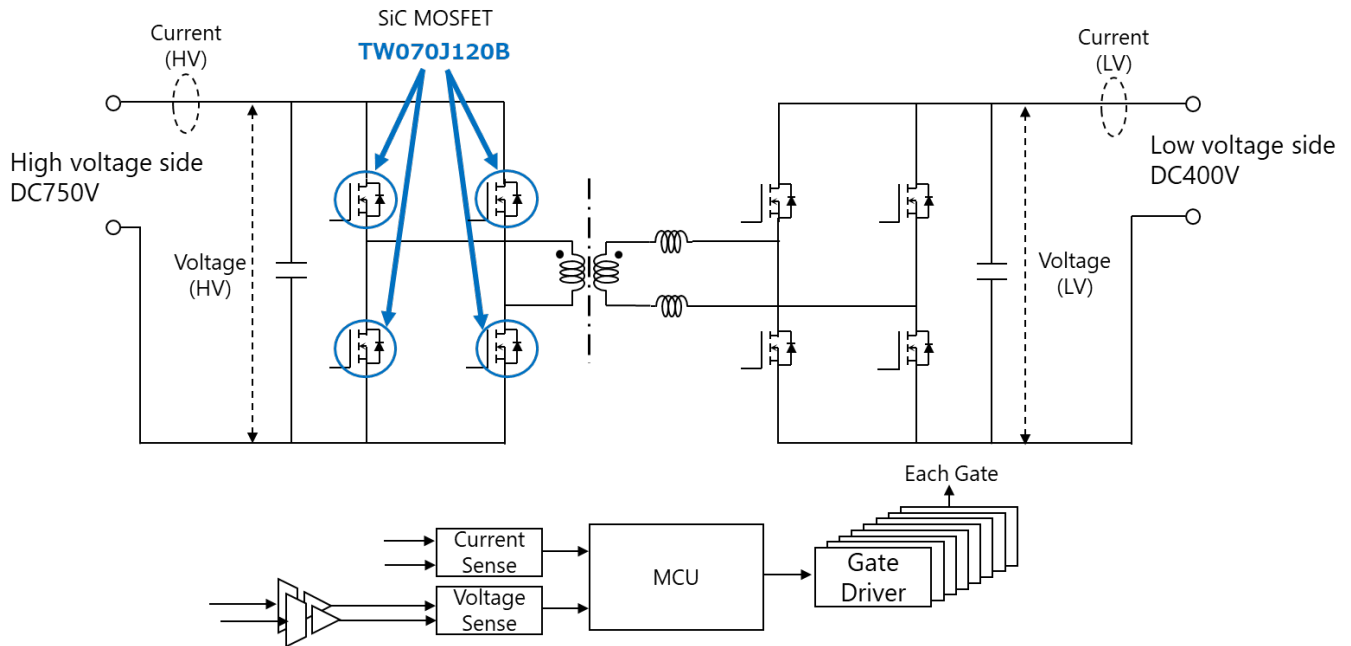 SiC MOSFET
TW070J120B
Current
(HV)
Current
(LV)
High voltage side
DC750V
Low voltage side
DC400V
Voltage
(HV)
Voltage
(LV)
Each Gate
Current
Sense
MCU
Gate
Driver
Voltage
Sense